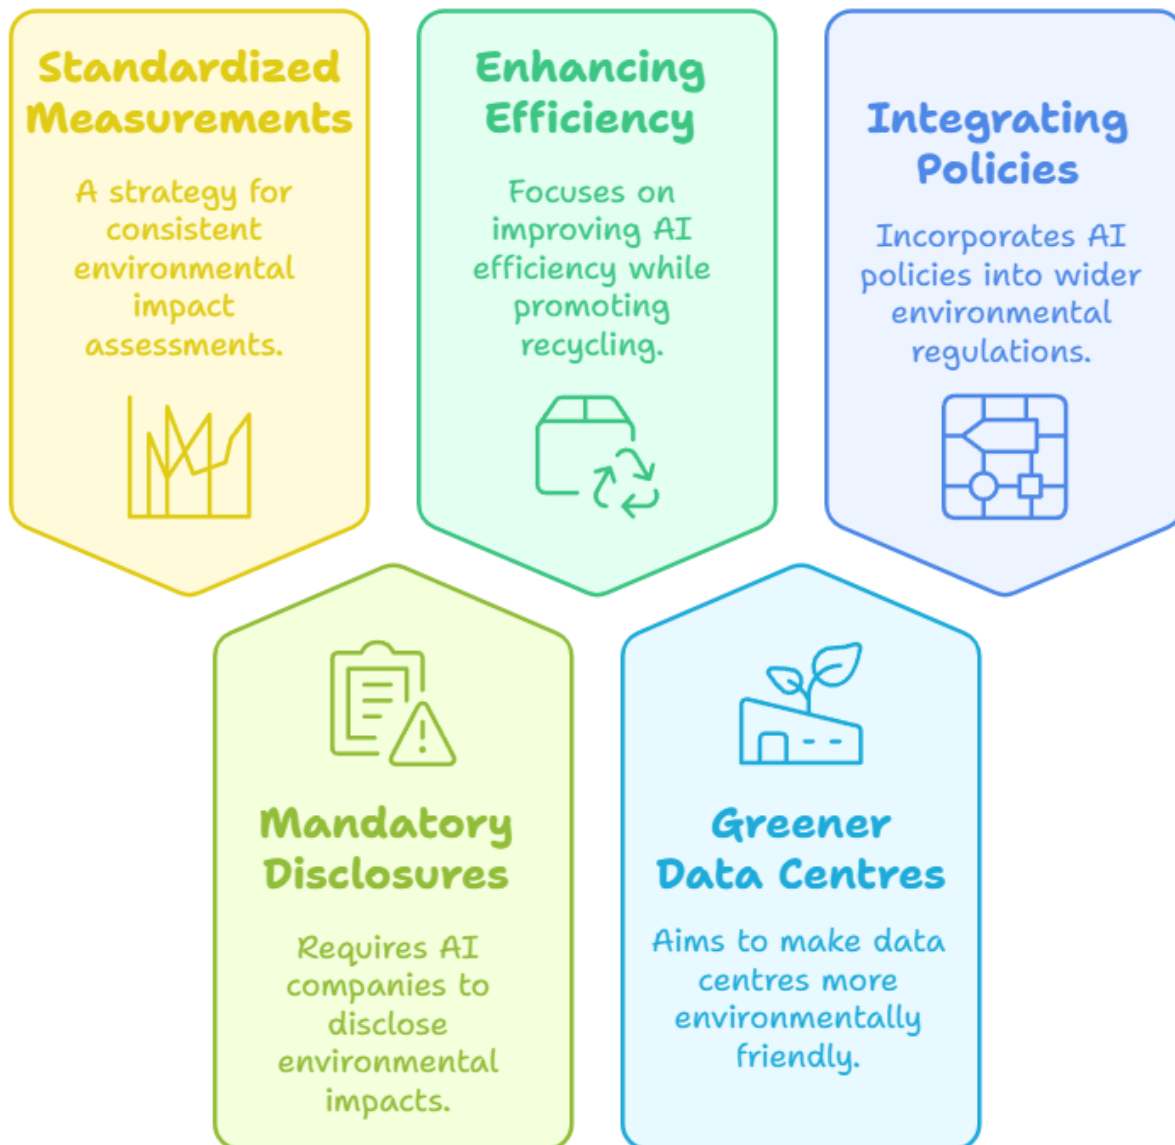 Standardized
Measurements
A strategy for
consistent
environmental
impact
assessments.
Enhancing
Efficiency
Focuses on
improving AI
efficiency while
promoting
recycling.
Integrating
Policies
Incorporates AI
policies into wider
environmental
regulations.
Mandatory
Disclosures
Requires AI
companies to
disclose
environmental
impacts.
Greener
Data Centres
Aims to make data
centres more
environmentally
friendly.